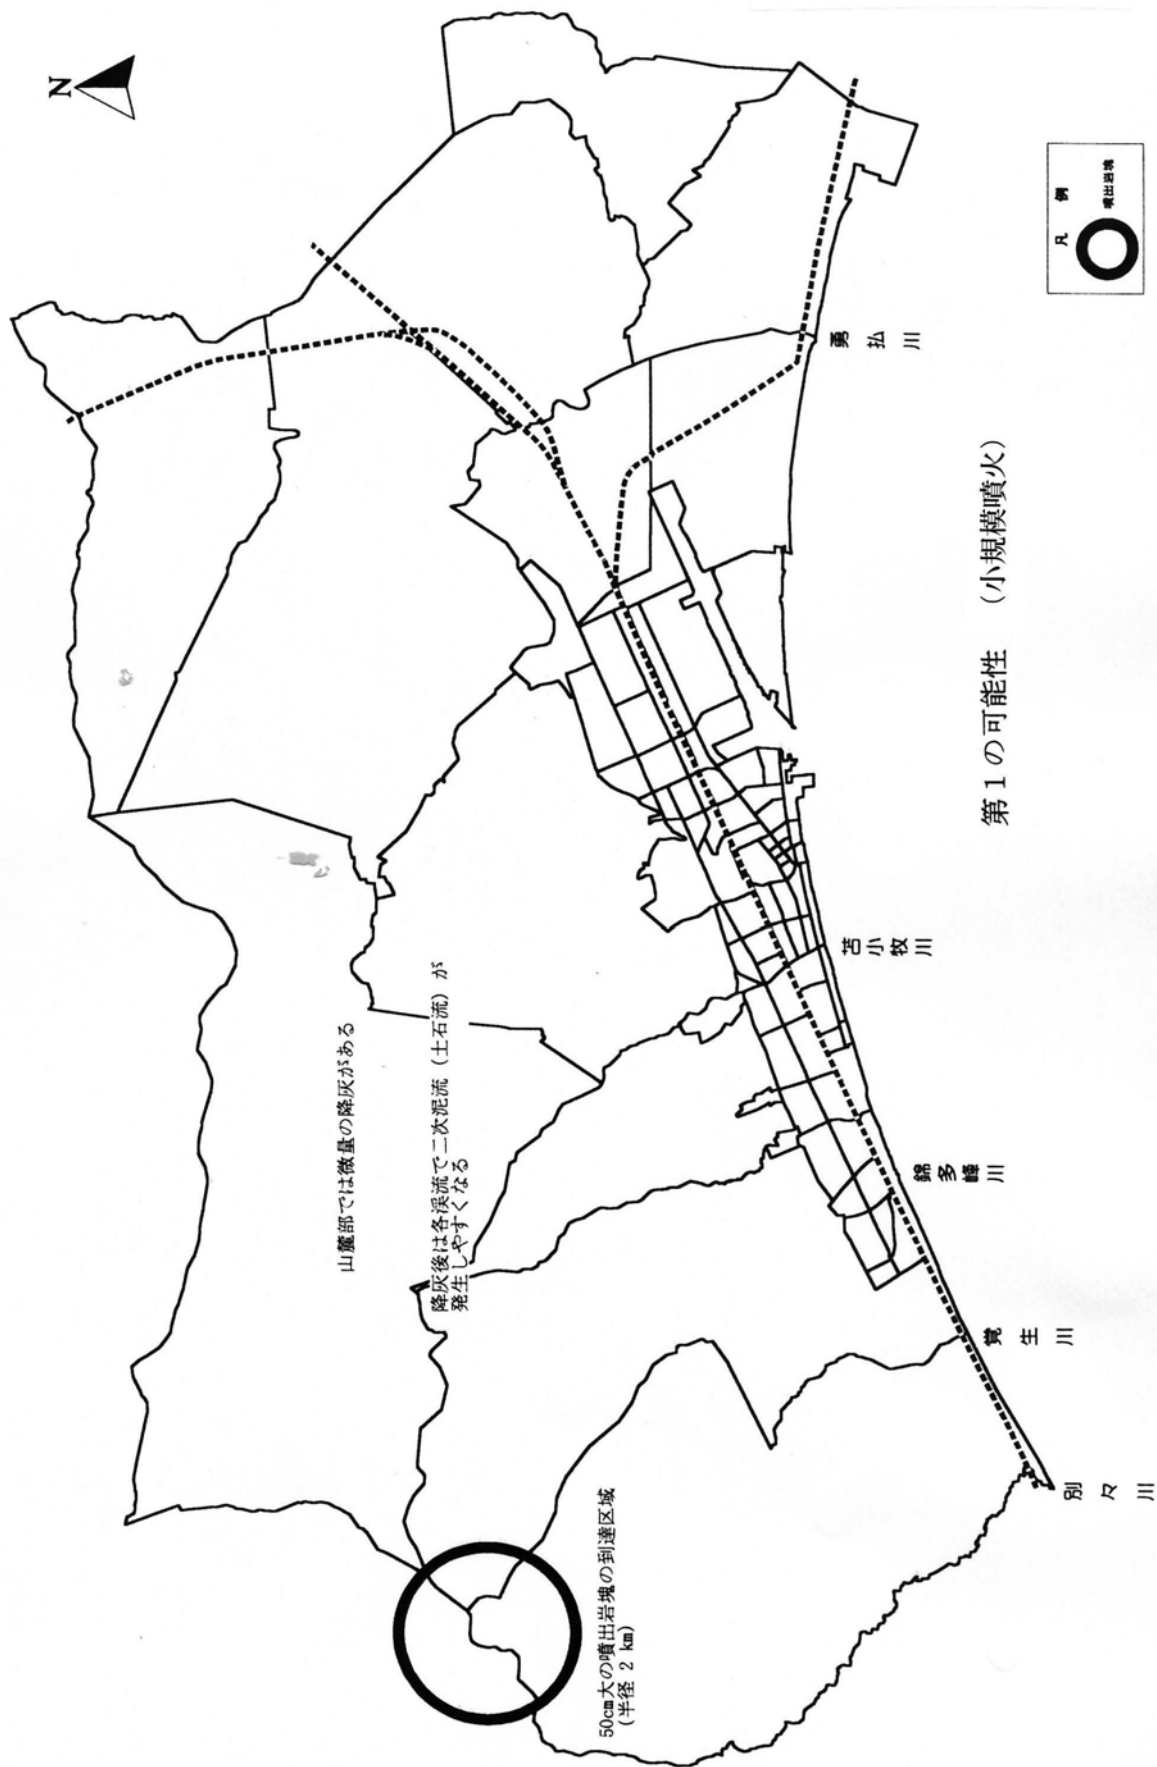 N
山麓部では微量の降灰がある
降灰後は各渓流で二次泥流（土石流）が
発生しやすくなる
50cm大の噴出岩塊の到達区域
（半径 2 km）
別々川
覚生川
錦多峰川
苫小牧川
勇払川
第１の可能性　（小規模噴火）
凡　例
噴出岩塊